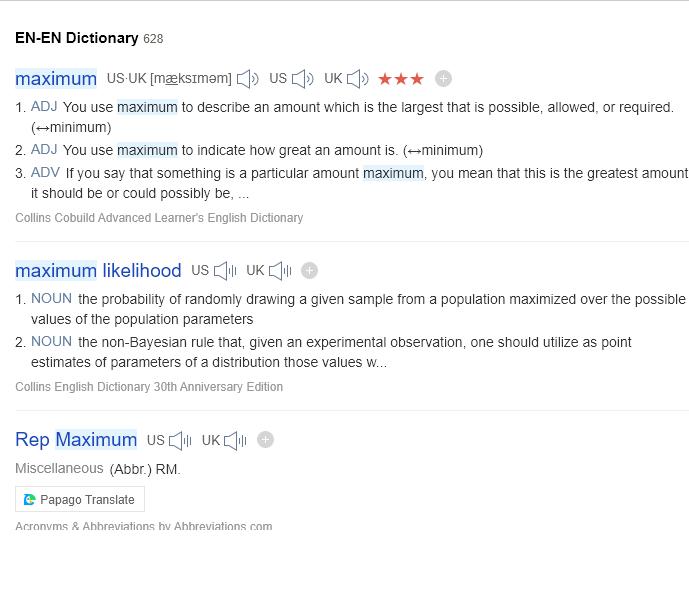 EN-EN Dictionary 628
maximum US·UK [mæksɪməm] US UK ★★★
1. ADJ You use maximum to describe an amount which is the largest that is possible, allowed, or required.
(↔minimum)
2. ADJ You use maximum to indicate how great an amount is. (↔minimum)
3. ADV If you say that something is a particular amount maximum, you mean that this is the greatest amount
it should be or could possibly be, ...
Collins Cobuild Advanced Learner's English Dictionary
maximum likelihood US UK
1. NOUN the probability of randomly drawing a given sample from a population maximized over the possible
values of the population parameters
2. NOUN the non-Bayesian rule that, given an experimental observation, one should utilize as point
estimates of parameters of a distribution those values w...
Collins English Dictionary 30th Anniversary Edition
Rep Maximum US UK
Miscellaneous (Abbr.) RM.
Papago Translate
Acronyms & Abbreviations by Abbreviations.com